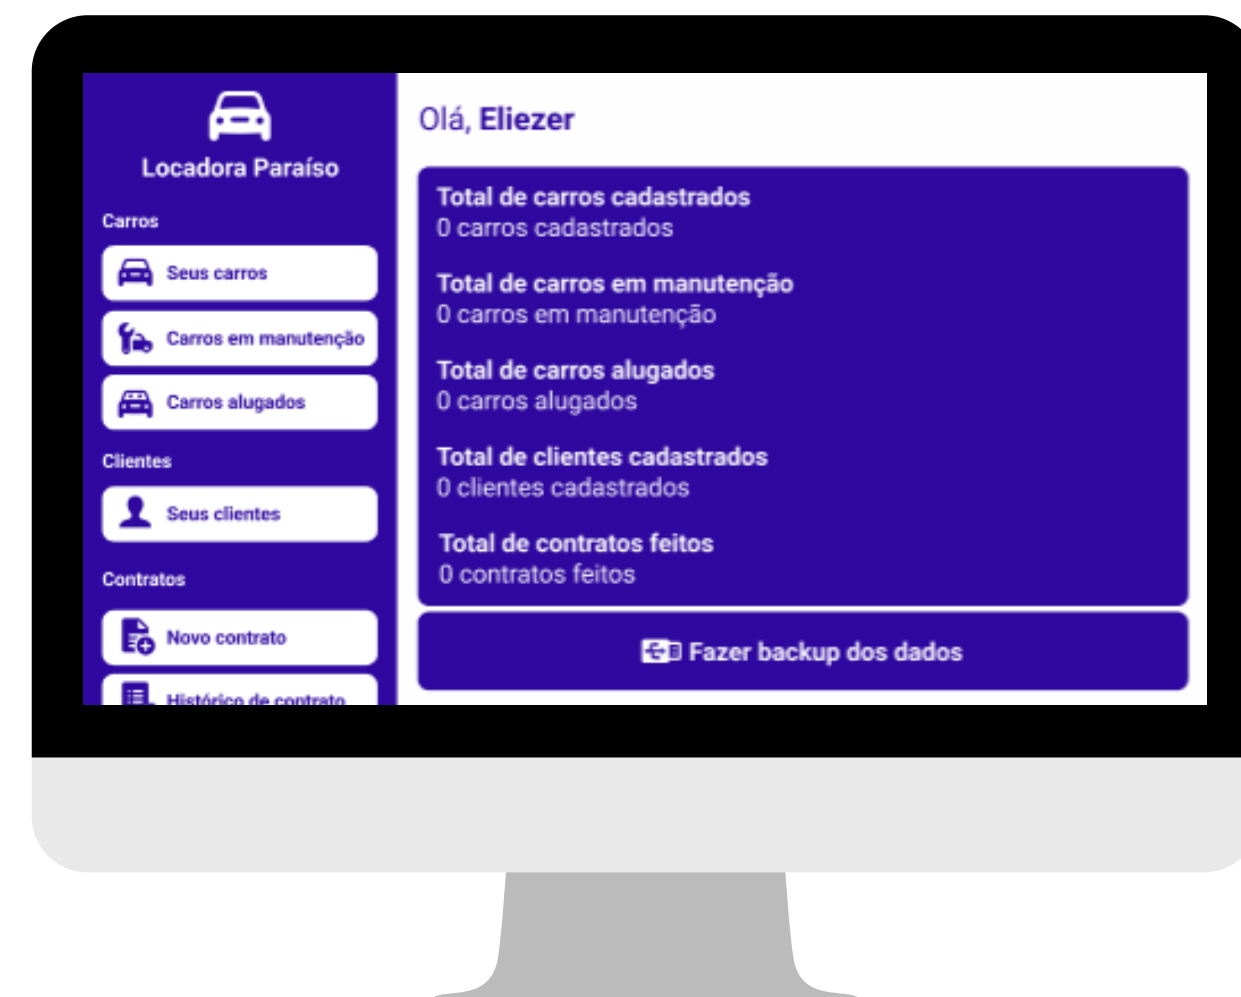 Locadora Paraíso
Carros
Seus carros
Carros em manutenção
Carros alugados
Clientes
Seus clientes
Contratos
Novo contrato
Histórico de contrato
Olá, Eliezer
Total de carros cadastrados
0 carros cadastrados
Total de carros em manutenção
0 carros em manutenção
Total de carros alugados
0 carros alugados
Total de clientes cadastrados
0 clientes cadastrados
Total de contratos feitos
0 contratos feitos
Fazer backup dos dados